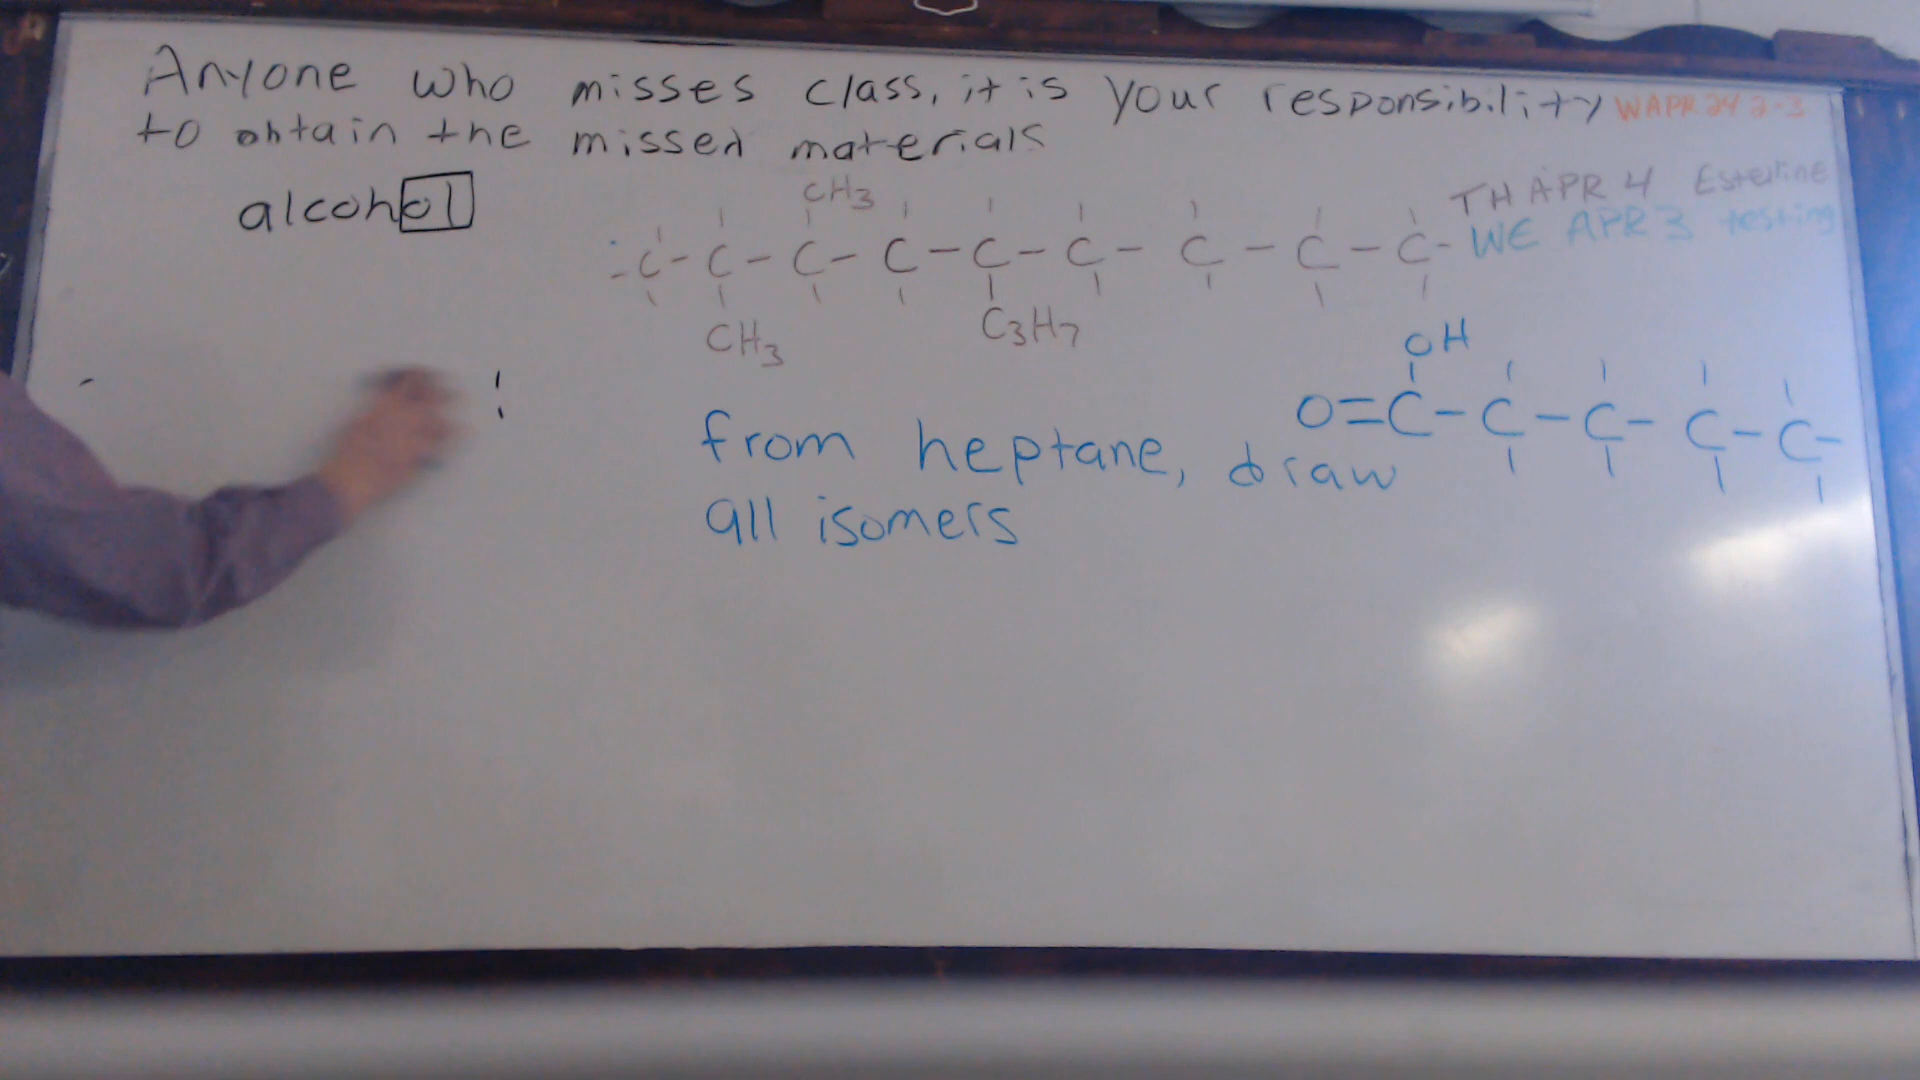 Anyone who misses class, it is your responsibility
WAPR 24 2-3
to obtain the missed materials
TH APR 4 Esterline
WE APR 3 testing
alcohol
CH3
-C-C-C-C-C-C-C-C-C-
CH3
C3H7
OH
O=C-C-C-C-C-
from heptane, draw
all isomers